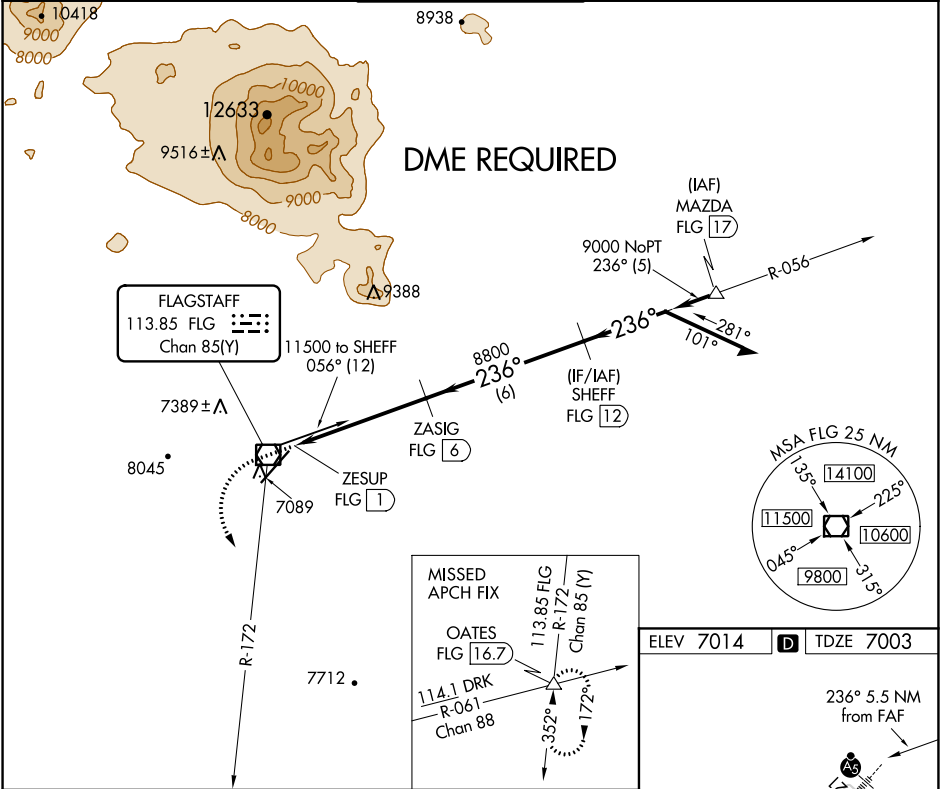 10418
9000
8000
8938
10000
12633
9516±
9000
8000
9388
DME REQUIRED
(IAF)
MAZDA
FLG 17
9000 NoPT
236° (5)
R-056
FLAGSTAFF
113.85 FLG
Chan 85(Y)
11500 to SHEFF
056° (12)
8800
236°
(6)
236°
281°
101°
(IF/IAF)
SHEFF
FLG 12
7389±
ZASIG
FLG 6
8045
ZESUP
FLG 1
7089
MSA FLG 25 NM
135°
14100
225°
11500
10600
045°
9800
315°
R-172
7712
MISSED
APCH FIX
113.85 FLG
R-172
Chan 85 (Y)
OATES
FLG 16.7
114.1 DRK
R-061
Chan 88
352°
172°
ELEV 7014 D TDZE 7003
236° 5.5 NM
from FAF
A5